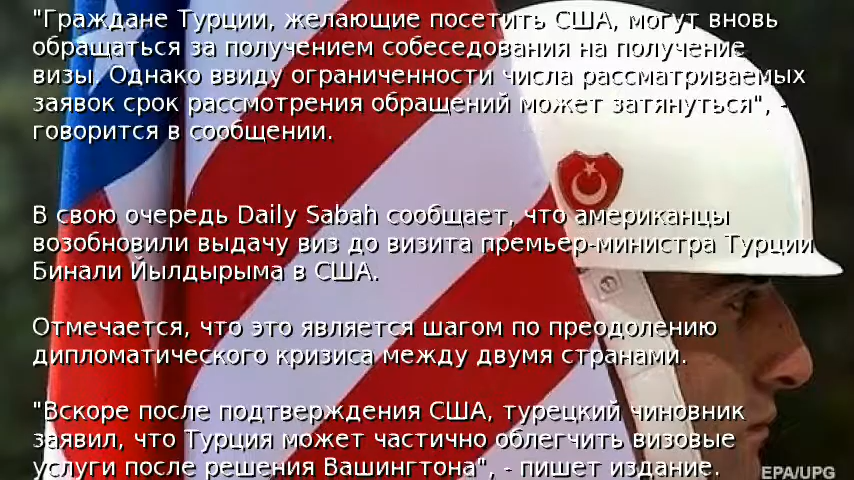 "Граждане Турции, желающие посетить США, могут вновь
обращаться за получением собеседования на получение
визы. Однако ввиду ограниченности числа рассматриваемых
заявок срок рассмотрения обращений может затянуться", -
говорится в сообщении.
В свою очередь Daily Sabah сообщает, что американцы
возобновили выдачу виз до визита премьер-министра Турции
Бинали Йылдырыма в США.
Отмечается, что это является шагом по преодолению
дипломатического кризиса между двумя странами.
"Вскоре после подтверждения США, турецкий чиновник
заявил, что Турция может частично облегчить визовые
услуги после решения Вашингтона", - пишет издание.
EPA/UPG